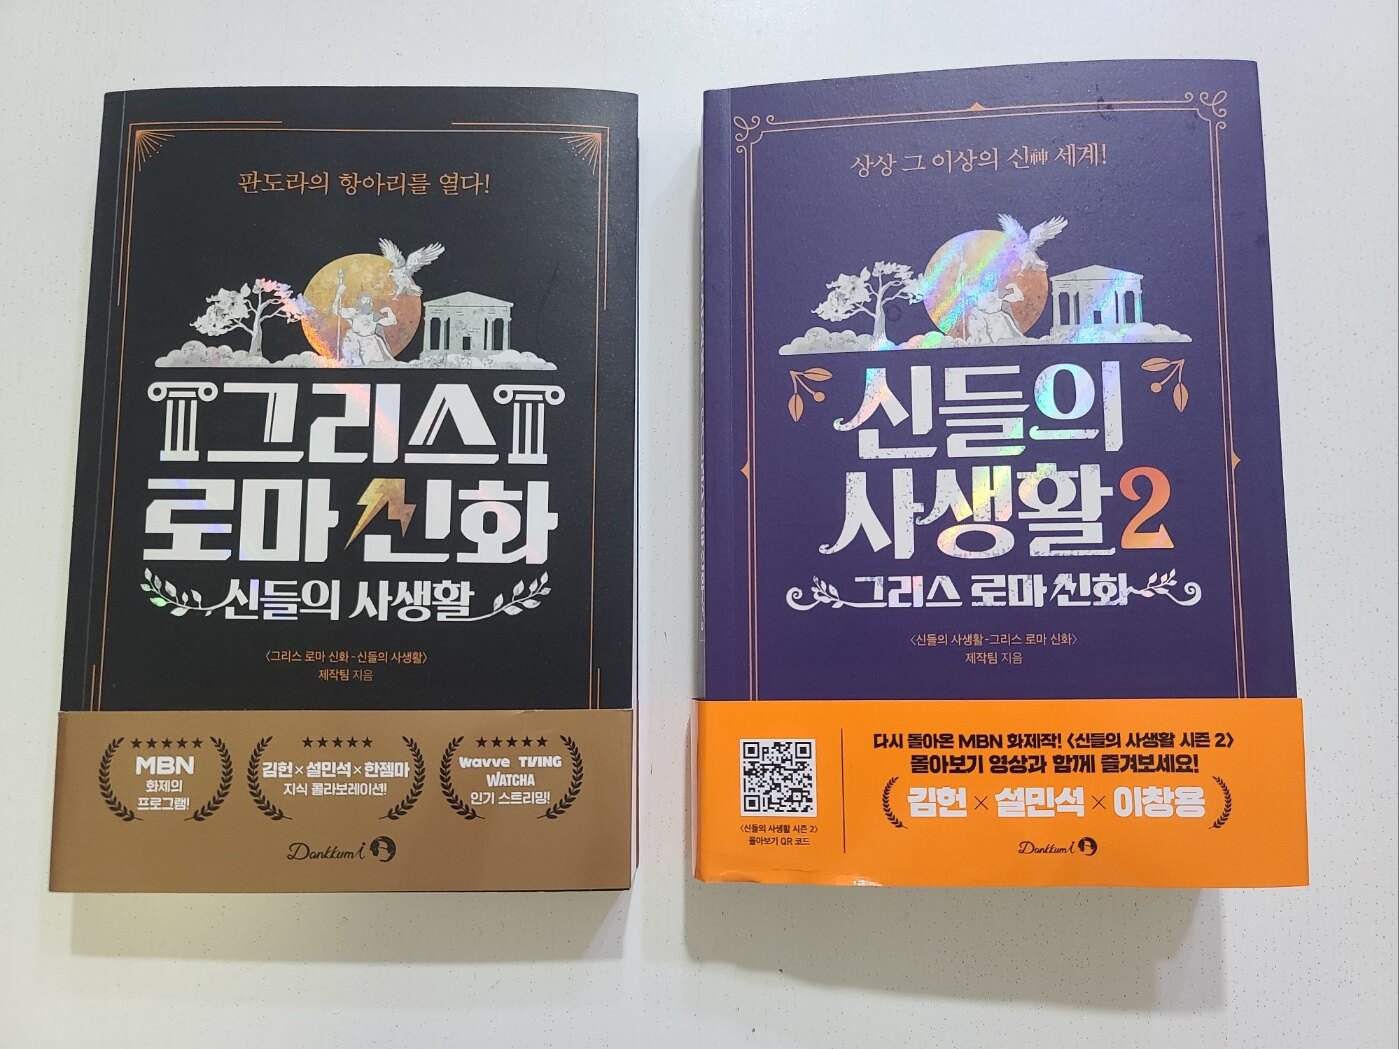 판도라의 항아리를 열다!
그리스
로마 신화
신들의 사생활
〈그리스 로마 신화-신들의 사생활〉
제작팀 지음
★★★★★
MBN
화제의
프로그램!
★★★★★
김헌×설민석×한젬마
지식 콜라보레이션!
★★★★★
wavve TVING
WATCHA
인기 스트리밍!
Dankkumi
상상 그 이상의 신神 세계!
신들의
사생활2
그리스 로마 신화
〈신들의 사생활-그리스 로마 신화〉
제작팀 지음
〈신들의 사생활 시즌 2〉
몰아보기 QR 코드
다시 돌아온 MBN 화제작! 〈신들의 사생활 시즌 2〉
몰아보기 영상과 함께 즐겨보세요!
김헌×설민석×이창용
Dankkumi